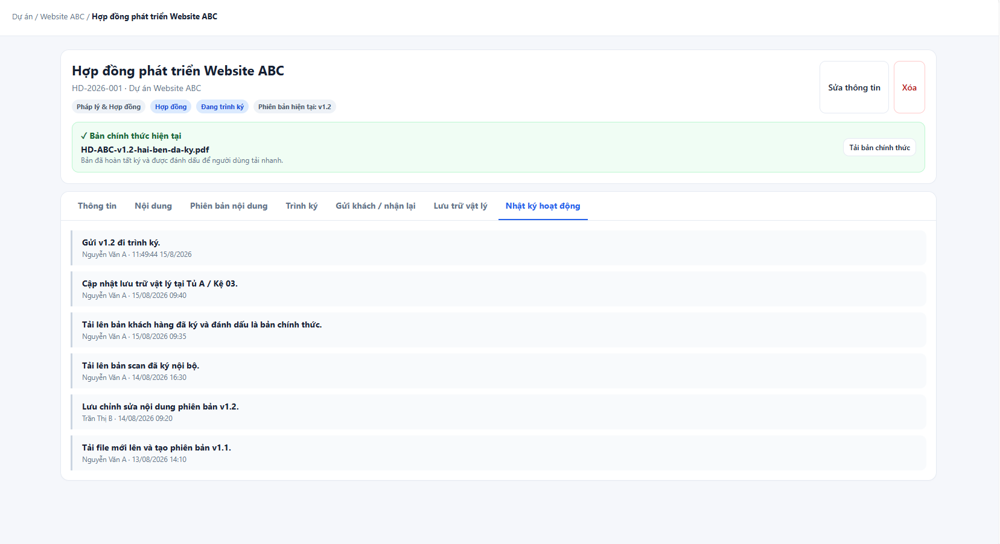 Dự án / Website ABC / Hợp đồng phát triển Website ABC
Hợp đồng phát triển Website ABC
HD-2026-001 · Dự án Website ABC
Pháp lý & Hợp đồng
Hợp đồng
Đang trình ký
Phiên bản hiện tại: v1.2
Sửa thông tin
Xóa
✓ Bản chính thức hiện tại
HD-ABC-v1.2-hai-ben-da-ky.pdf
Bản đã hoàn tất ký và được đánh dấu để người dùng tải nhanh.
Tải bản chính thức
Thông tin
Nội dung
Phiên bản nội dung
Trình ký
Gửi khách / nhận lại
Lưu trữ vật lý
Nhật ký hoạt động
Gửi v1.2 đi trình ký.
Nguyễn Văn A · 11:49:44 15/8/2026
Cập nhật lưu trữ vật lý tại Tủ A / Kệ 03.
Nguyễn Văn A · 15/08/2026 09:40
Tải lên bản khách hàng đã ký và đánh dấu là bản chính thức.
Nguyễn Văn A · 15/08/2026 09:35
Tải lên bản scan đã ký nội bộ.
Nguyễn Văn A · 14/08/2026 16:30
Lưu chỉnh sửa nội dung phiên bản v1.2.
Trần Thị B · 14/08/2026 09:20
Tải file mới lên và tạo phiên bản v1.1.
Nguyễn Văn A · 13/08/2026 14:10